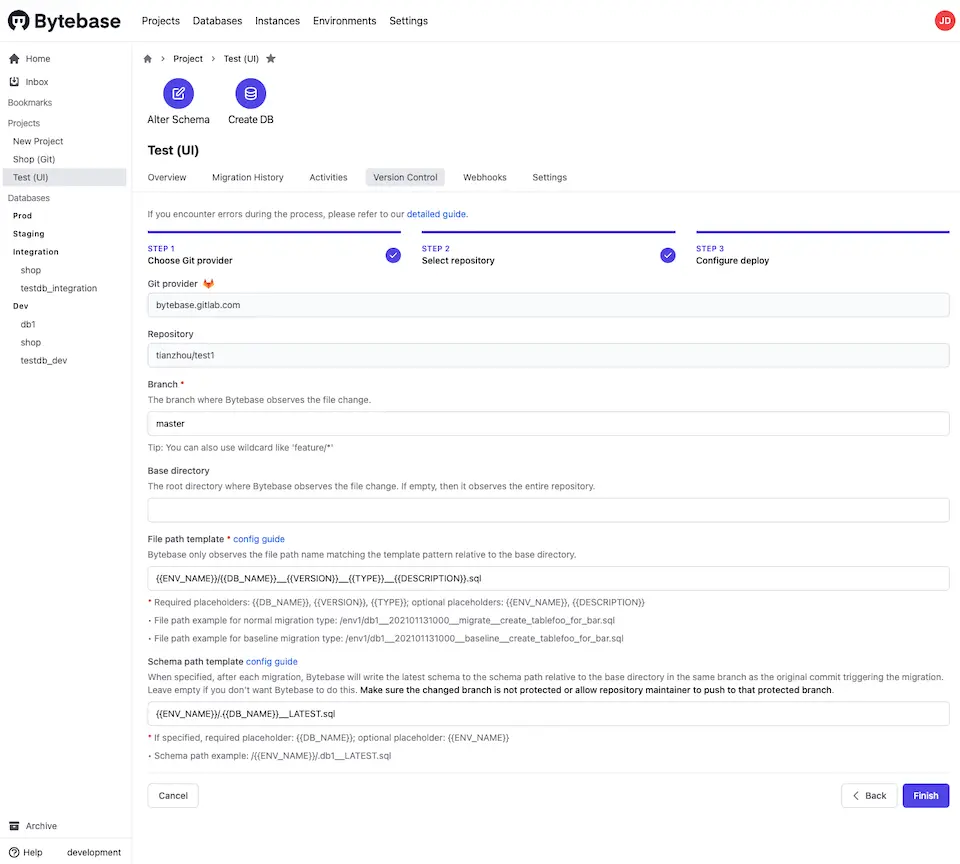 Bytebase
Projects Databases Instances Environments Settings
JD
Home
Inbox
Bookmarks
Projects
New Project
Shop (Git)
Test (UI)
Databases
Prod
Staging
Integration
shop
testdb_integration
Dev
db1
shop
testdb_dev
Archive
Help development
Project Test (UI)
Alter Schema Create DB
Test (UI)
Overview Migration History Activities Version Control Webhooks Settings
If you encounter errors during the process, please refer to our detailed guide.
STEP 1
Choose Git provider
STEP 2
Select repository
STEP 3
Configure deploy
Git provider
bytebase.gitlab.com
Repository
tianzhou/test1
Branch *
The branch where Bytebase observes the file change.
master
Tip: You can also use wildcard like 'feature/*'
Base directory
The root directory where Bytebase observes the file change. If empty, then it observes the entire repository.
File path template * config guide
Bytebase only observes the file path name matching the template pattern relative to the base directory.
{{ENV_NAME}}/{{DB_NAME}}__{{VERSION}}__{{TYPE}}__{{DESCRIPTION}}.sql
* Required placeholders: {{DB_NAME}}, {{VERSION}}, {{TYPE}}; optional placeholders: {{ENV_NAME}}, {{DESCRIPTION}}
• File path example for normal migration type: /env1/db1__202101131000__migrate__create_tablefoo_for_bar.sql
• File path example for baseline migration type: /env1/db1__202101131000__baseline__create_tablefoo_for_bar.sql
Schema path template config guide
When specified, after each migration, Bytebase will write the latest schema to the schema path relative to the base directory in the same branch as the original commit triggering the migration.
Leave empty if you don't want Bytebase to do this. Make sure the changed branch is not protected or allow repository maintainer to push to that protected branch.
{{ENV_NAME}}/.{{DB_NAME}}__LATEST.sql
* If specified, required placeholder: {{DB_NAME}}; optional placeholder: {{ENV_NAME}}
• Schema path example: /{{ENV_NAME}}/.db1__LATEST.sql
Cancel Back Finish